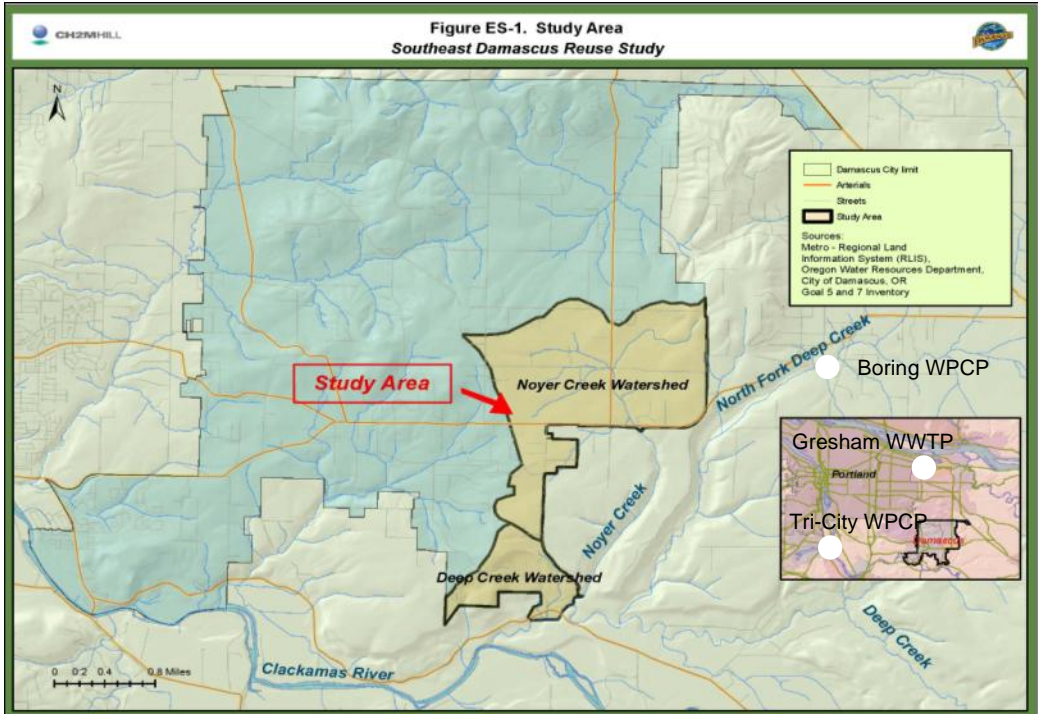 CH2MHILL
Figure ES-1. Study Area
Southeast Damascus Reuse Study
N
Damascus City limit
Arterials
Streets
Study Area
Sources:
Metro - Regional Land
Information System (RLIS),
Oregon Water Resources Department,
City of Damascus, OR
Goal 5 and 7 Inventory
North Fork Deep Creek
Boring WPCP
Study Area
Noyer Creek Watershed
Gresham WWTP
Portland
Tri-City WPCP
Damascus
Noyer Creek
Deep Creek Watershed
Deep Creek
Clackamas River
0 0.2 0.4 0.8 Miles